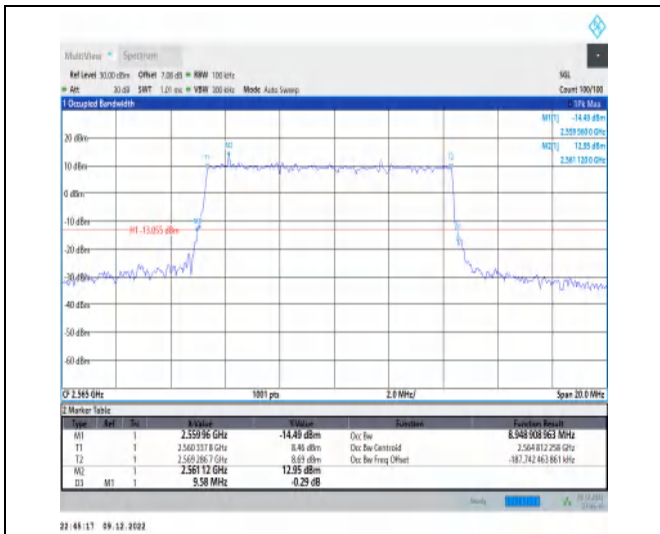 MultiView Spectrum
Ref Level 30.00 dBm Offset 7.08 dB RBW 100 kHz SGL
Att 30 dB SWT 1.01 ms VBW 300 kHz Mode Auto Sweep Count 100/100
1 Occupied Bandwidth 1Pk Max
M1[1] -14.49 dBm
2.559 960 0 GHz
M2[1] 12.95 dBm
2.561 120 0 GHz
20 dBm
M2
T1 T2
10 dBm
0 dBm
-10 dBm
H1 -13.055 dBm
-20 dBm
-30 dBm
-40 dBm
-50 dBm
-60 dBm
CF 2.565 GHz 1001 pts 2.0 MHz/ Span 20.0 MHz
2 Marker Table
Type Ref Trc X-Value Y-Value Function Function Result
M1 1 2.559 96 GHz -14.49 dBm Occ Bw 8.948 908 963 MHz
T1 1 2.560 337 8 GHz 8.46 dBm Occ Bw Centroid 2.564 812 258 GHz
T2 1 2.569 286 7 GHz 8.69 dBm Occ Bw Freq Offset -187.742 463 861 kHz
M2 1 2.561 12 GHz 12.95 dBm
D3 M1 1 9.58 MHz -0.29 dB
Ready
22:45:17 09.12.2022